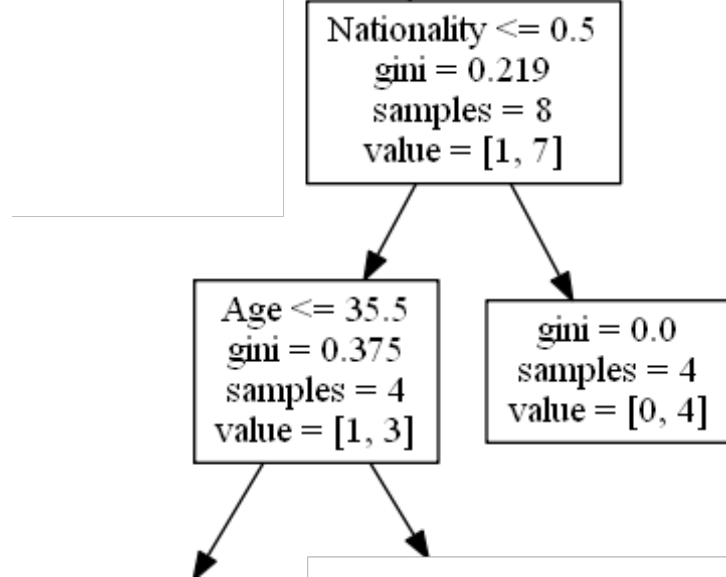 Nationality <= 0.5
gini = 0.219
samples = 8
value = [1, 7]
Age <= 35.5
gini = 0.375
samples = 4
value = [1, 3]
gini = 0.0
samples = 4
value = [0, 4]